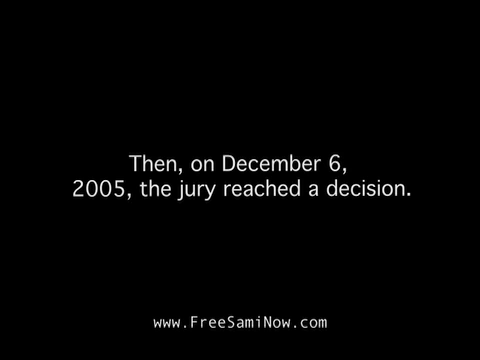 Then, on December 6,
2005, the jury reached a decision.
www.FreeSamiNow.com